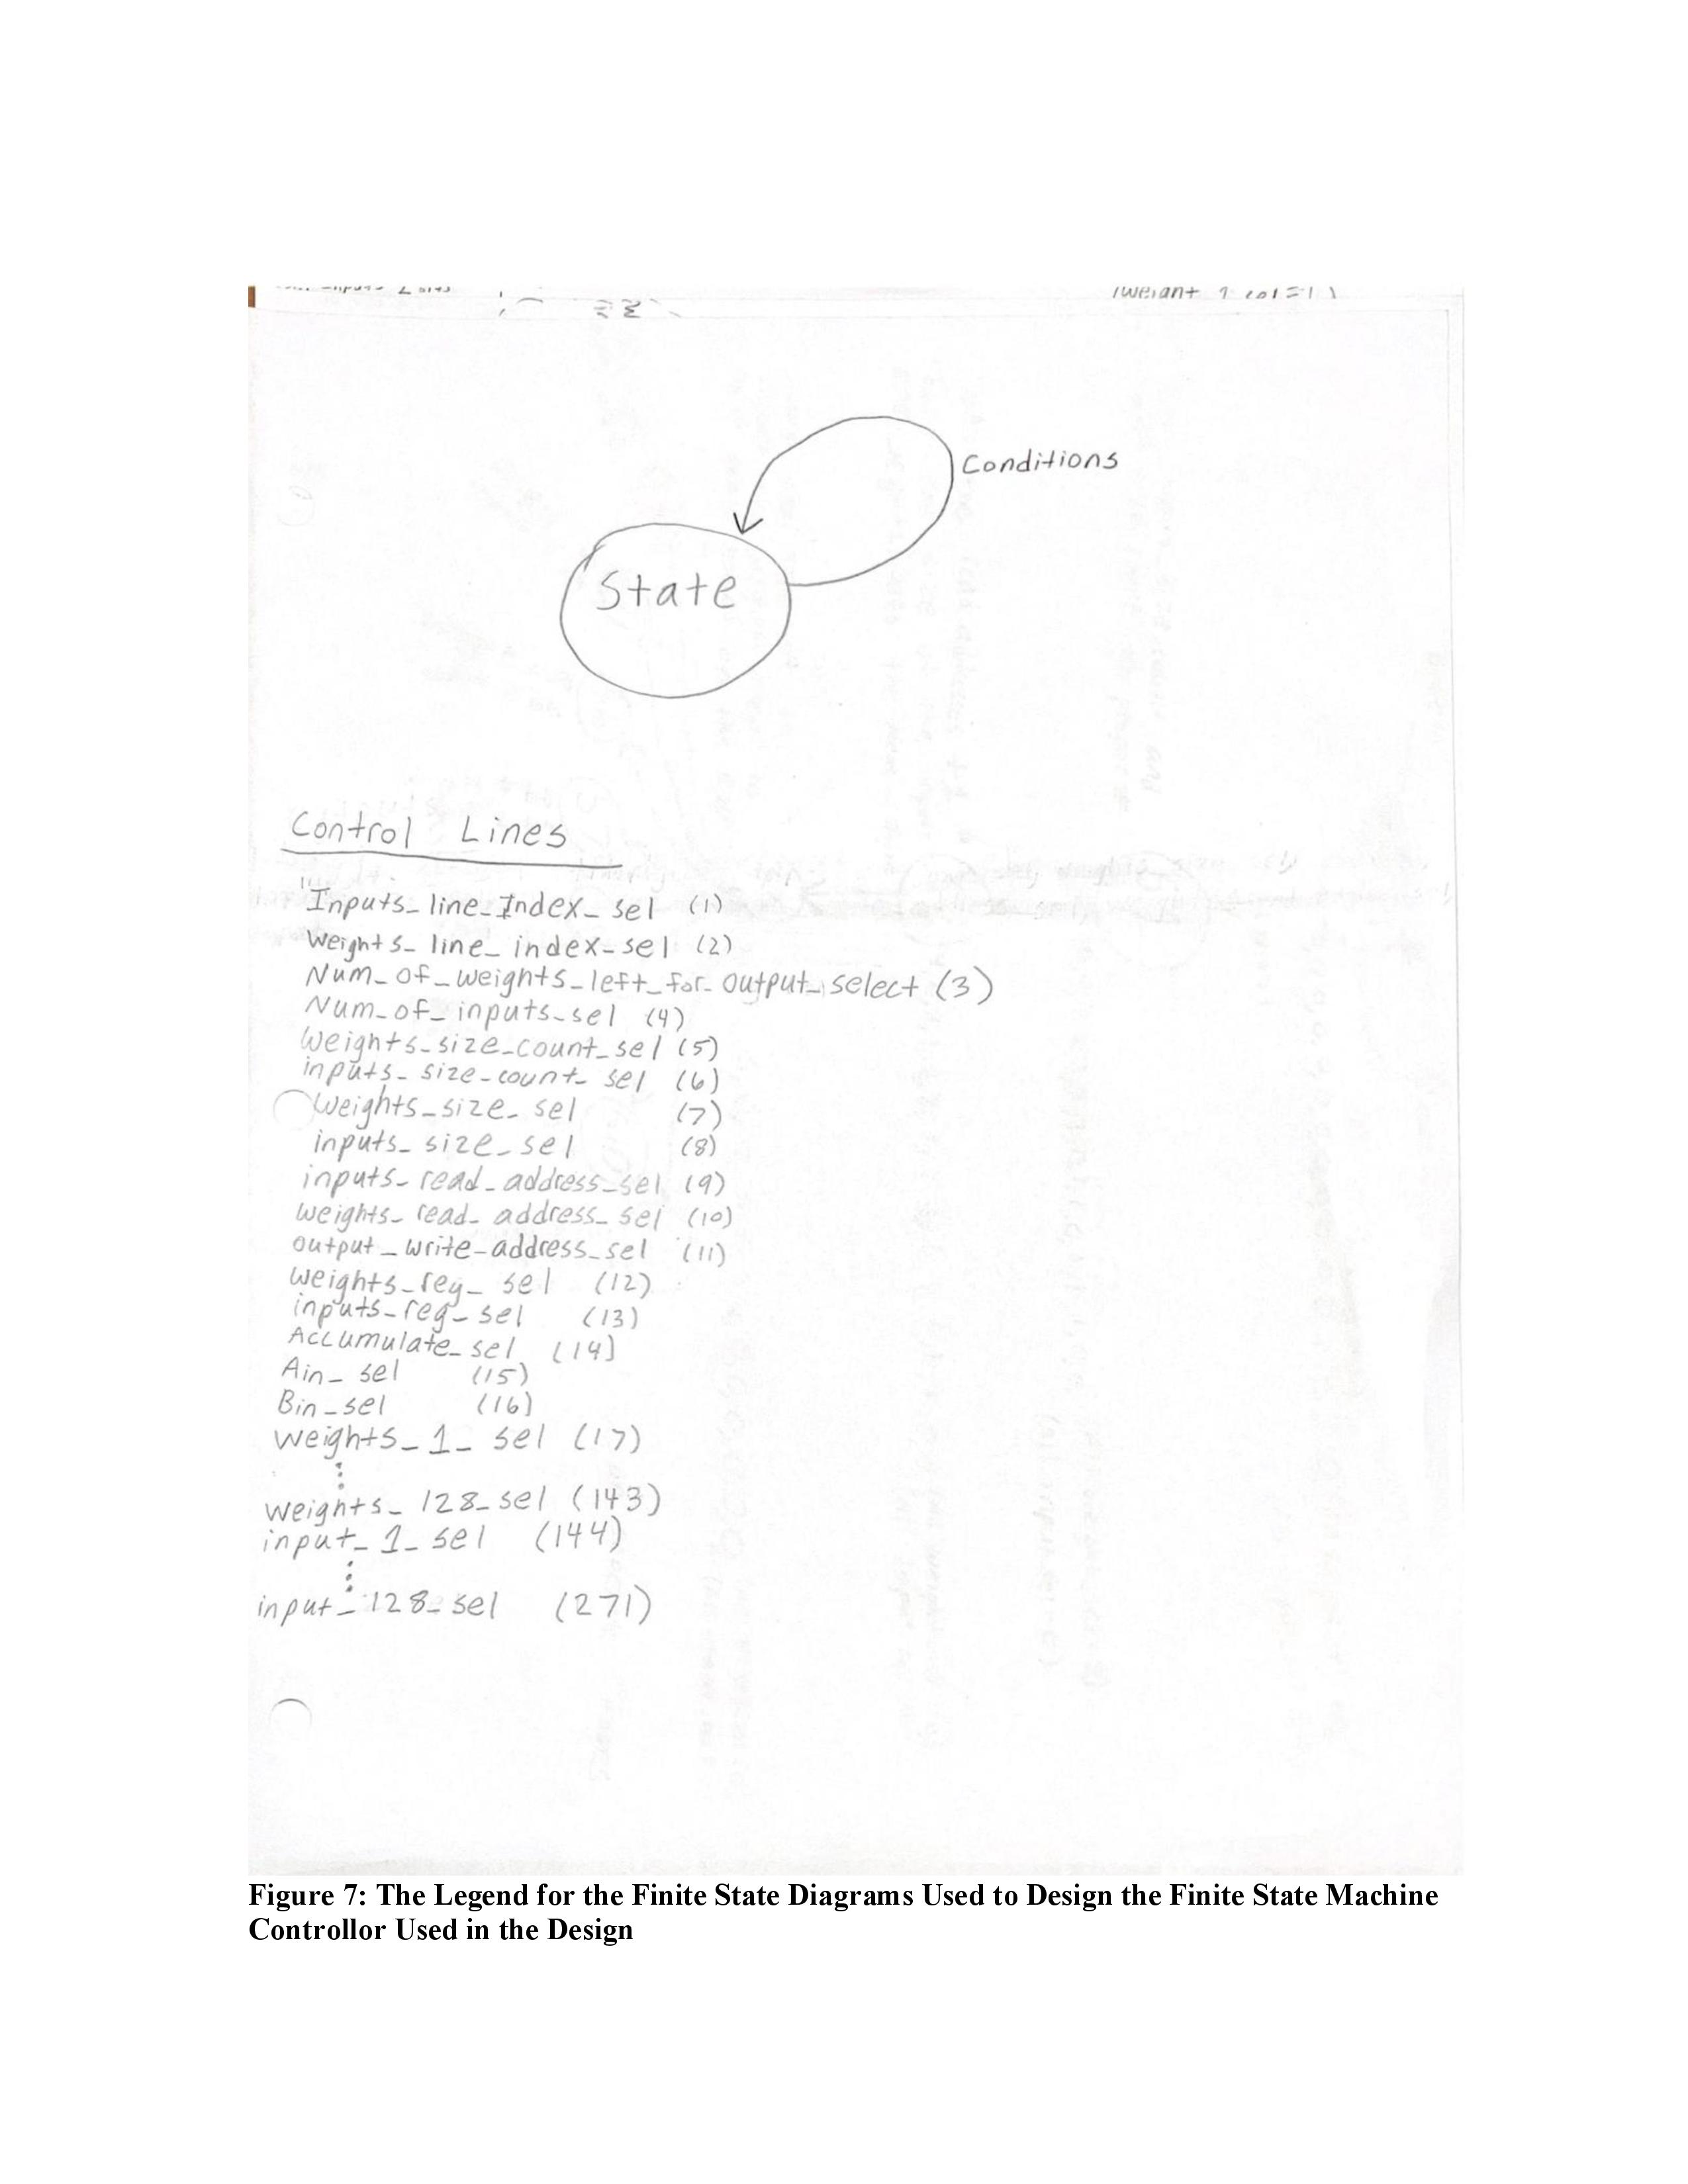 Conditions
State
Control Lines
Inputs_line_Index_sel (1)
Weights_line_index_sel (2)
Num_of_weights_left_for_output_select (3)
Num_of_inputs_sel (4)
Weights_size_count_sel (5)
inputs_size_count_sel (6)
Weights_size_sel (7)
inputs_size_sel (8)
inputs_read_address_sel (9)
Weights_read_address_sel (10)
output_write_address_sel (11)
Weights_reg_sel (12)
inputs_reg_sel (13)
Accumulate_sel (14)
Ain_sel (15)
Bin_sel (16)
Weights_1_sel (17)
Weights_128_sel (143)
input_1_sel (144)
input_128_sel (271)
Figure 7: The Legend for the Finite State Diagrams Used to Design the Finite State Machine
Controllor Used in the Design